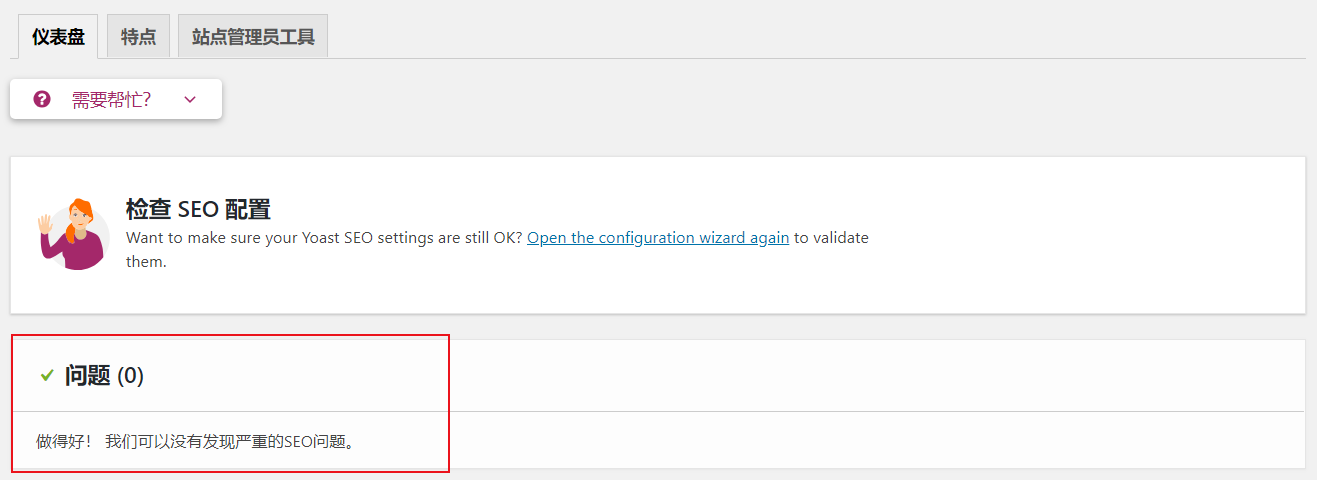 仪表盘 特点 站点管理员工具
需要帮忙?
检查 SEO 配置
Want to make sure your Yoast SEO settings are still OK? Open the configuration wizard again to validate
them.
问题 (0)
做得好！ 我们可以没有发现严重的SEO问题。